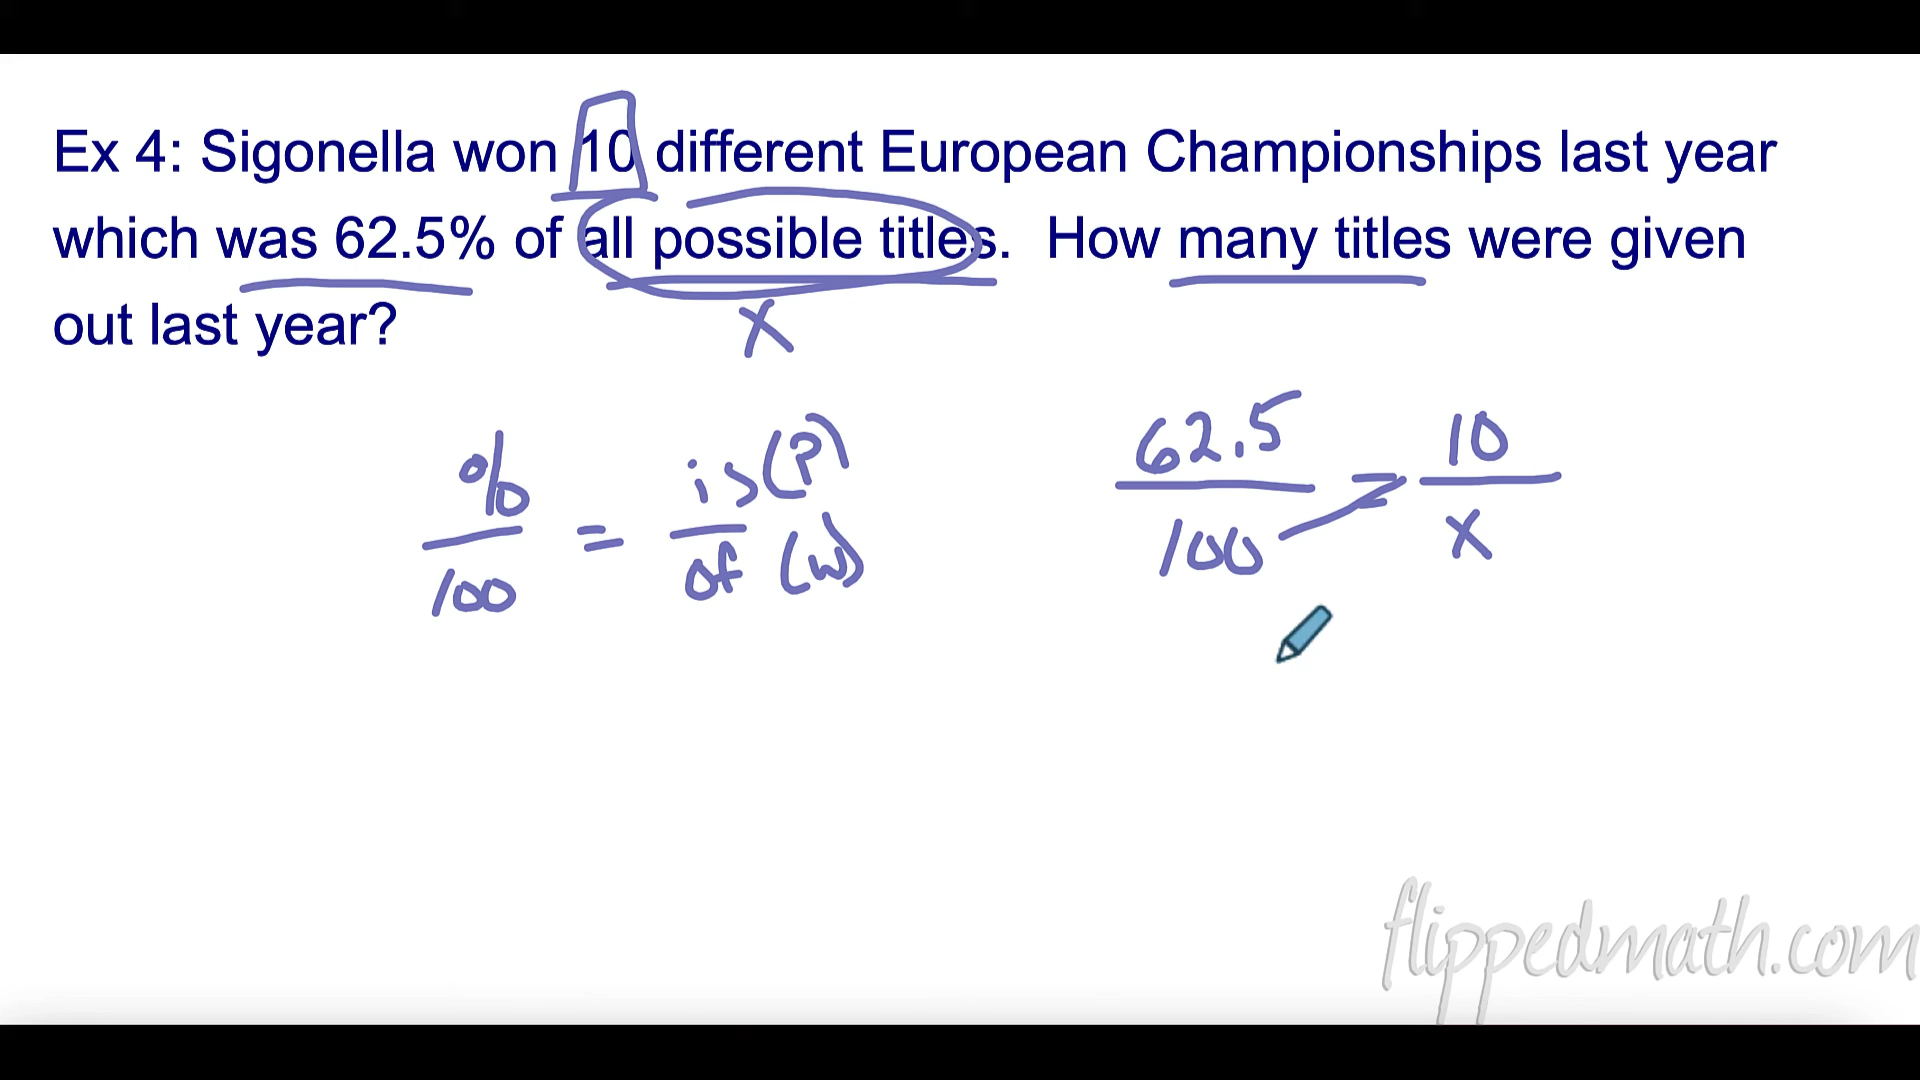 Ex 4: Sigonella won 10 different European Championships last year
which was 62.5% of all possible titles. How many titles were given
out last year?
x
%/100 = is(P)/of (w)
62.5/100 = 10/x
flippedmath.com